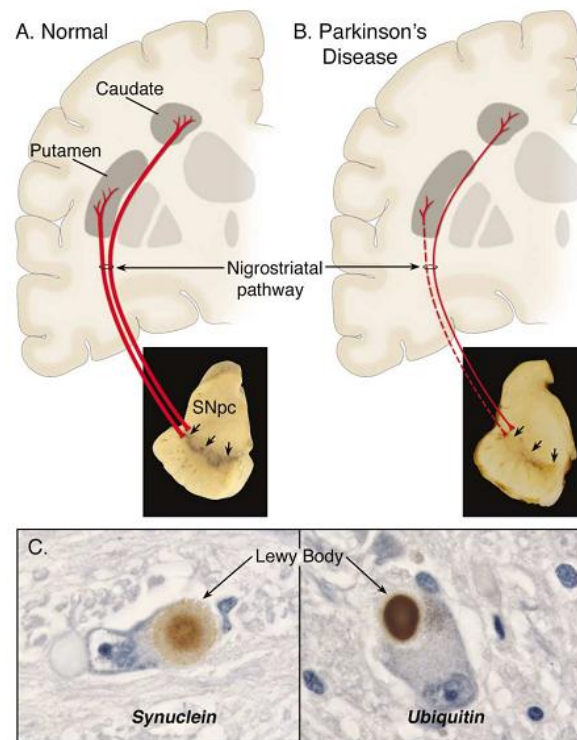 A. Normal
B. Parkinson's
Disease
Caudate
Putamen
Nigrostriatal
pathway
SNpc
C.
Lewy Body
Synuclein
Ubiquitin